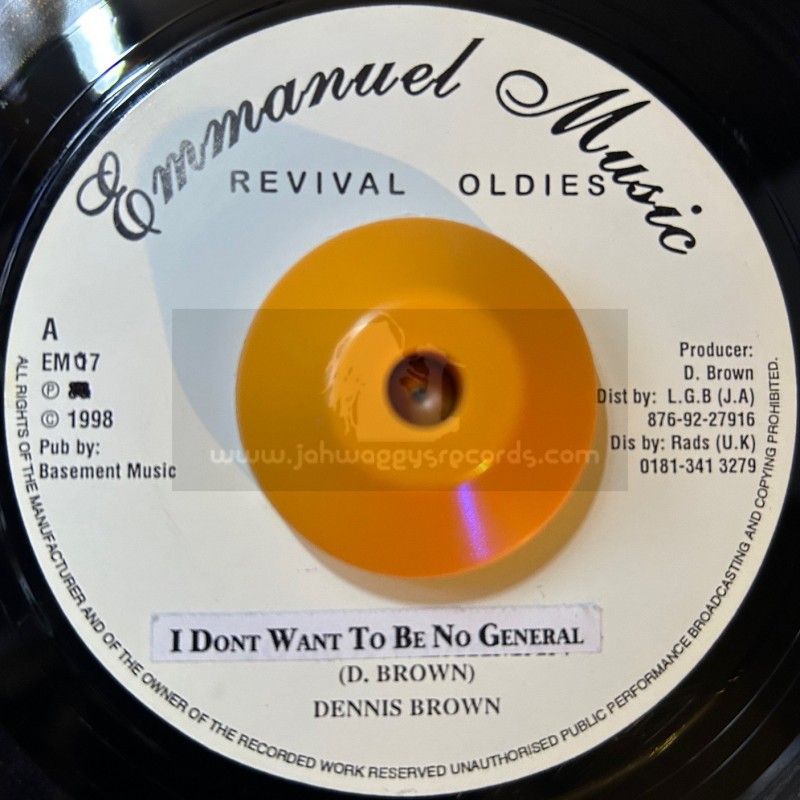 Emmanuel Music
REVIVAL OLDIES
A
EM 07
℗
© 1998
Pub by:
Basement Music
Producer:
D. Brown
Dist by: L.G.B (J.A)
876-92-27916
Dis by: Rads (U.K)
0181-341 3279
www.jahwaggysrecords.com
I DONT WANT TO BE NO GENERAL
(D. BROWN)
DENNIS BROWN
ALL RIGHTS OF THE MANUFACTURER AND OF THE OWNER OF THE RECORDED WORK RESERVED UNAUTHORISED PUBLIC PERFORMANCE BROADCASTING AND COPYING PROHIBITED.